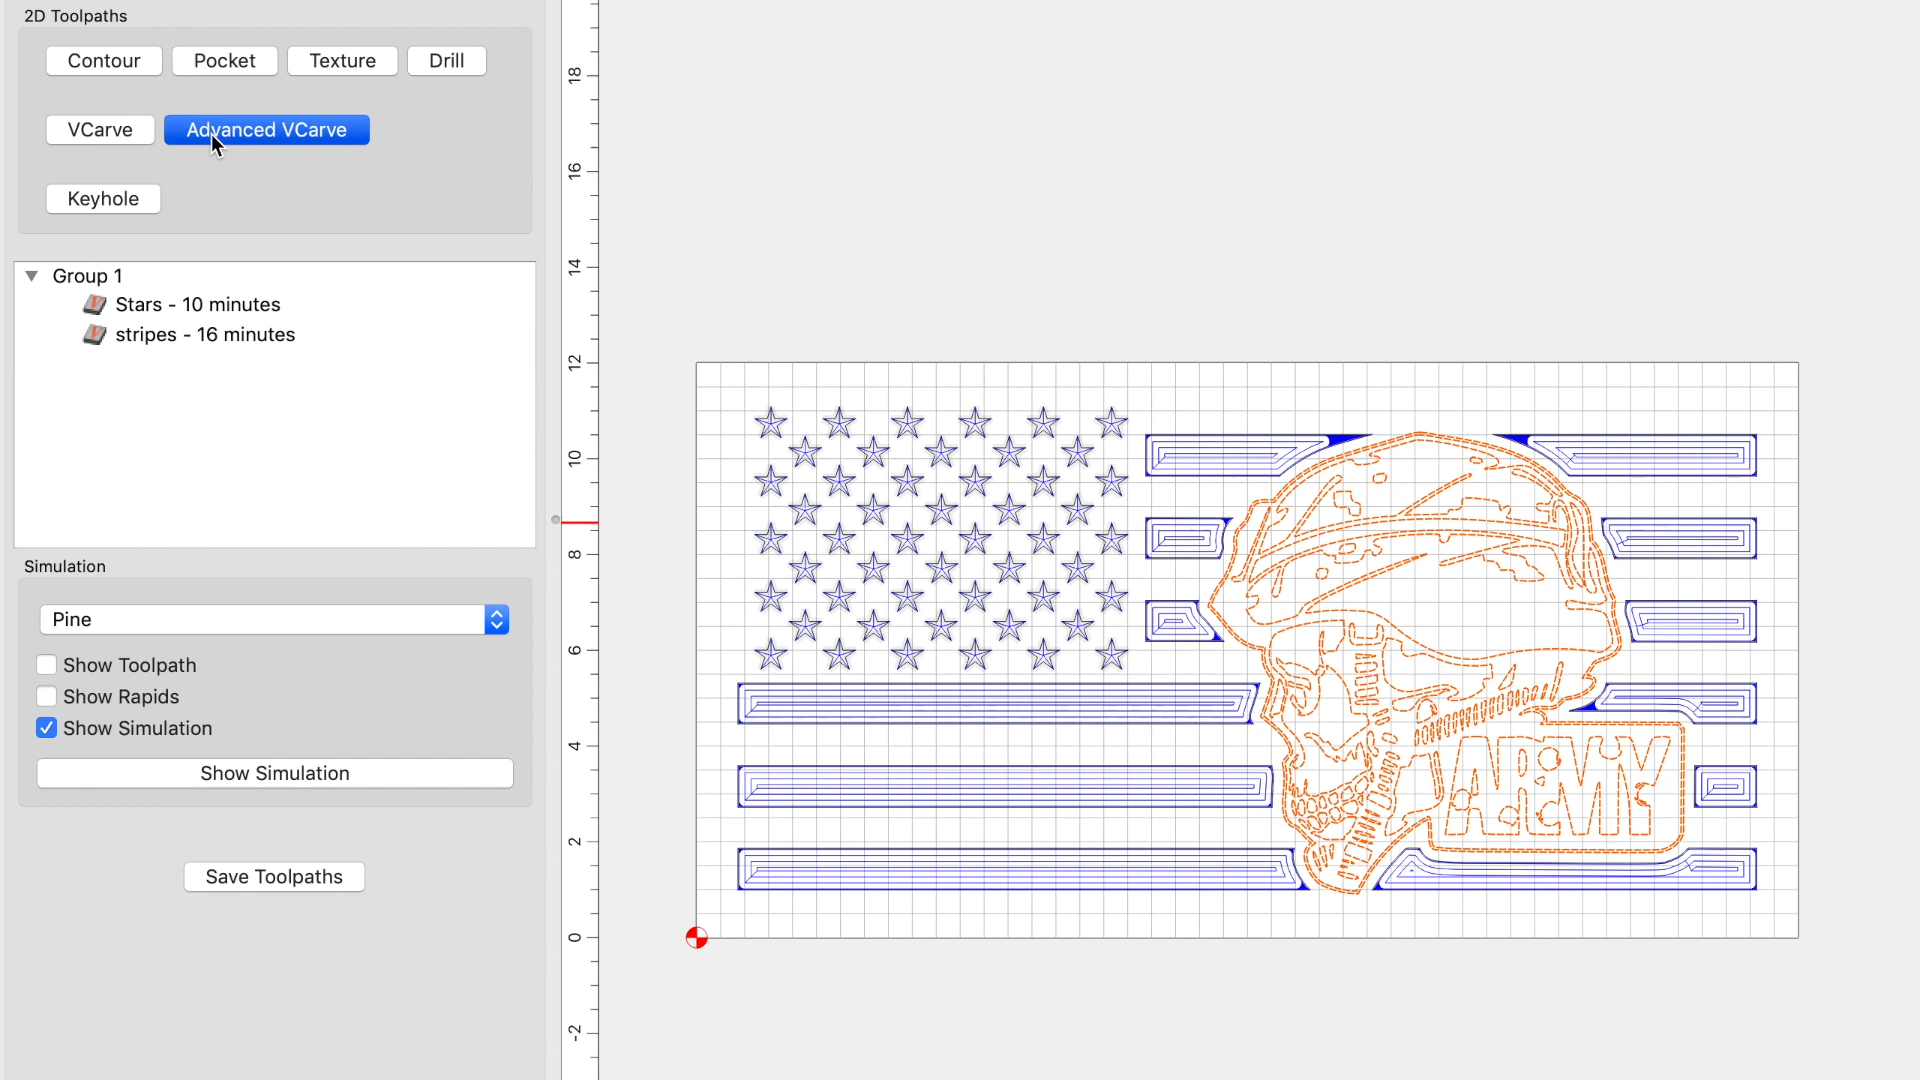 2D Toolpaths
Contour
Pocket
Texture
Drill
VCarve
Advanced VCarve
Keyhole
Group 1
Stars - 10 minutes
stripes - 16 minutes
Simulation
Pine
Show Toolpath
Show Rapids
Show Simulation
Show Simulation
Save Toolpaths
18
16
14
12
10
8
6
4
2
0
-2
ARMY